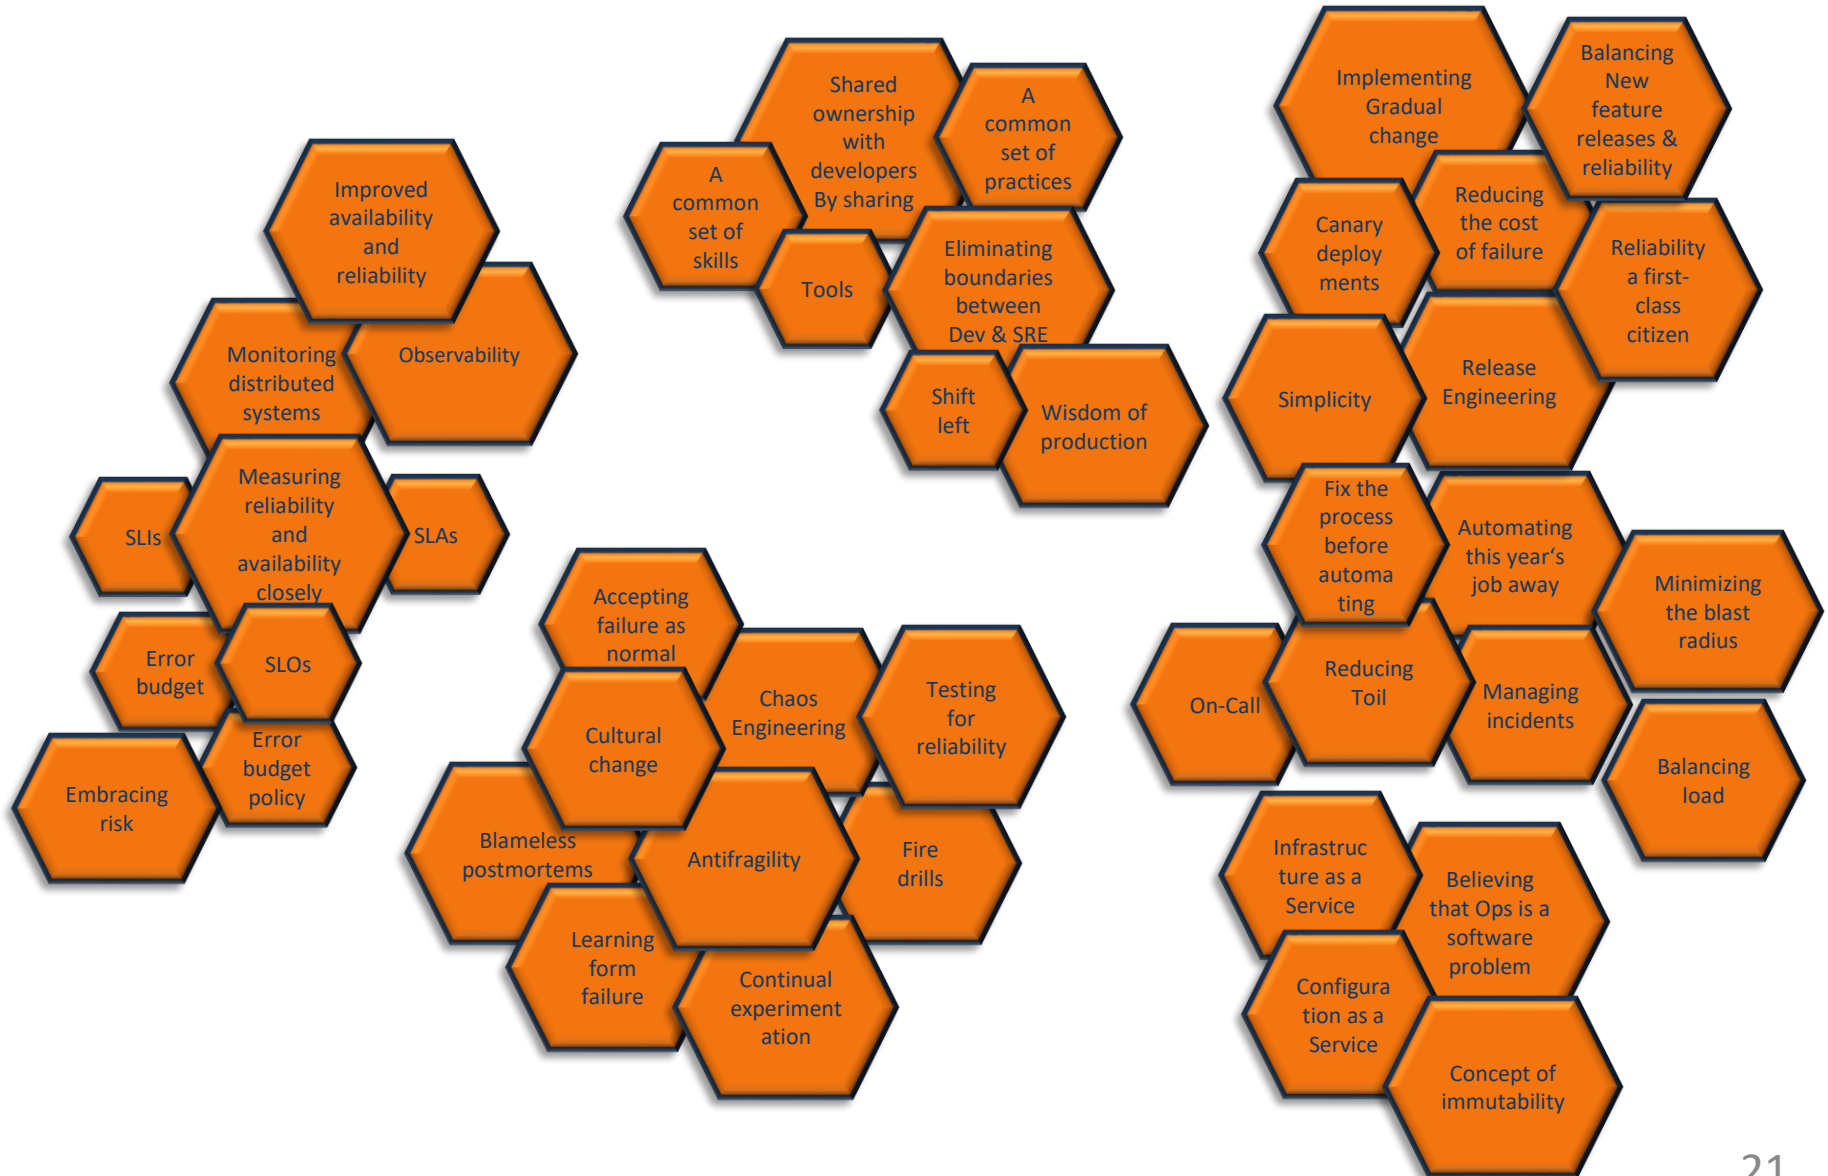 Improved
availability
and
reliability
Monitoring
distributed
systems
Observability
Measuring
reliability
and
availability
closely
SLIs
SLAs
Error
budget
SLOs
Error
budget
policy
Embracing
risk
Shared
ownership
with
developers
By sharing
A
common
set of
practices
A
common
set of
skills
Tools
Eliminating
boundaries
between
Dev & SRE
Shift
left
Wisdom of
production
Accepting
failure as
normal
Cultural
change
Chaos
Engineering
Testing
for
reliability
Blameless
postmortems
Antifragility
Fire
drills
Learning
form
failure
Continual
experiment
ation
Implementing
Gradual
change
Balancing
New
feature
releases &
reliability
Canary
deploy
ments
Reducing
the cost
of failure
Reliability
a first-
class
citizen
Simplicity
Release
Engineering
Fix the
process
before
automa
ting
Automating
this year‘s
job away
Minimizing
the blast
radius
On-Call
Reducing
Toil
Managing
incidents
Balancing
load
Infrastruc
ture as a
Service
Believing
that Ops is a
software
problem
Configura
tion as a
Service
Concept of
immutability
21